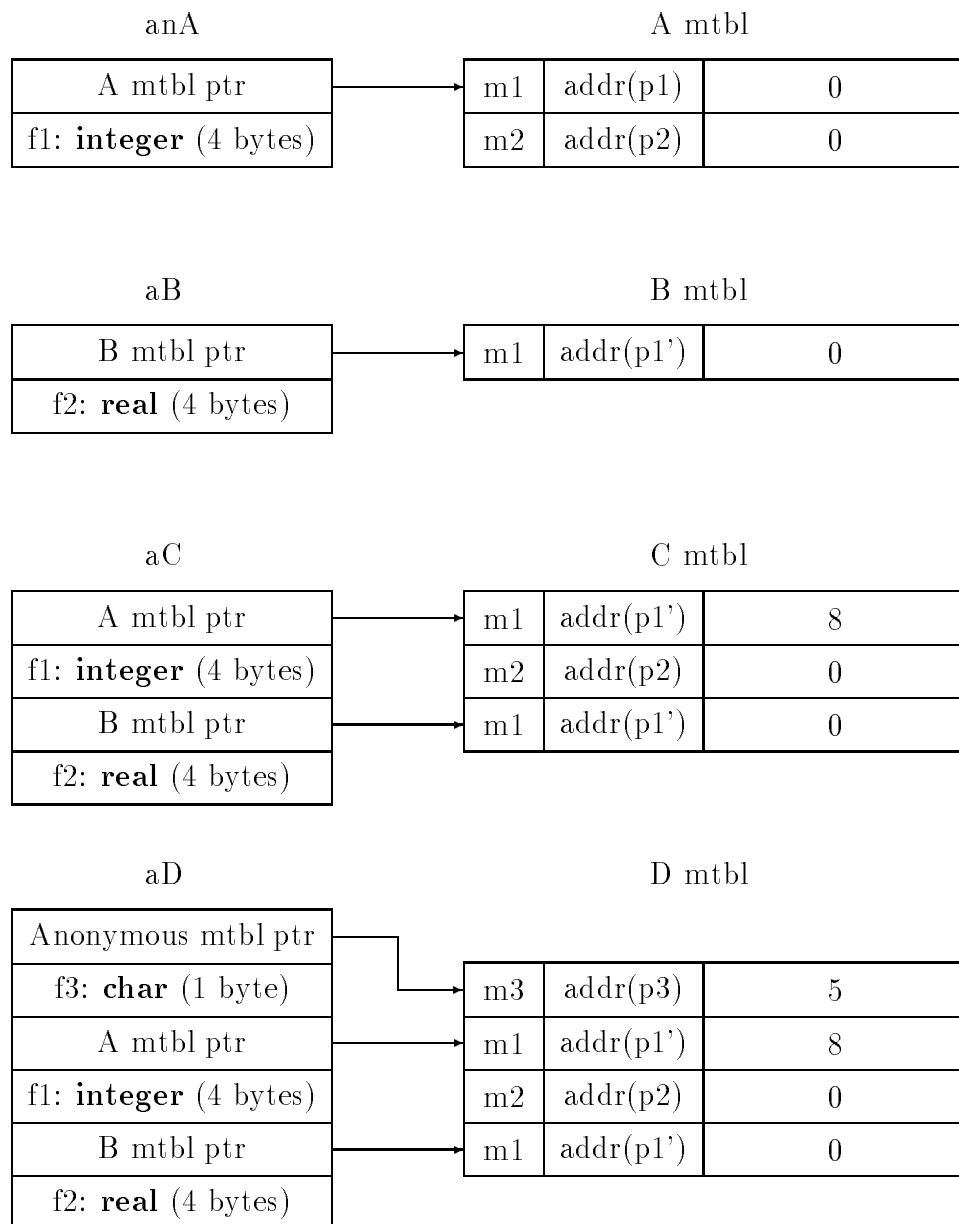 anA A mtbl
A mtbl ptr m1 addr(p1) 0
f1: integer (4 bytes) m2 addr(p2) 0
aB B mtbl
B mtbl ptr m1 addr(p1') 0
f2: real (4 bytes)
aC C mtbl
A mtbl ptr m1 addr(p1') 8
f1: integer (4 bytes) m2 addr(p2) 0
B mtbl ptr m1 addr(p1') 0
f2: real (4 bytes)
aD D mtbl
Anonymous mtbl ptr
f3: char (1 byte) m3 addr(p3) 5
A mtbl ptr m1 addr(p1') 8
f1: integer (4 bytes) m2 addr(p2) 0
B mtbl ptr m1 addr(p1') 0
f2: real (4 bytes)